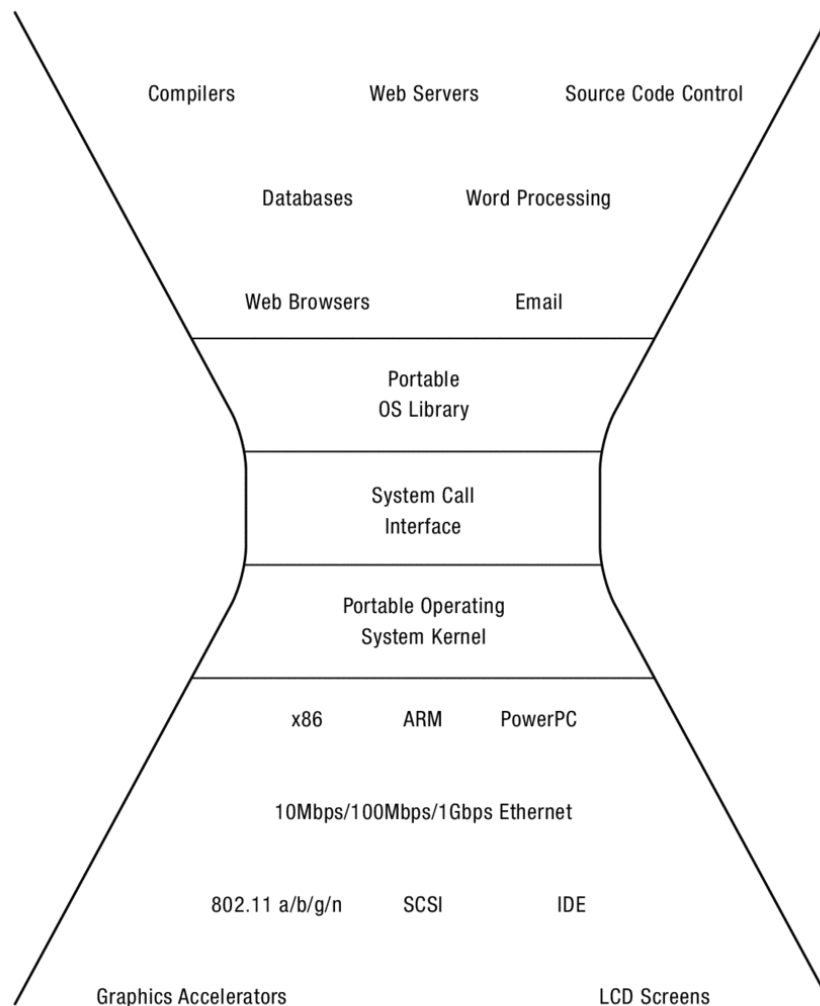 Compilers Web Servers Source Code Control
Databases Word Processing
Web Browsers Email
Portable
OS Library
System Call
Interface
Portable Operating
System Kernel
x86 ARM PowerPC
10Mbps/100Mbps/1Gbps Ethernet
802.11 a/b/g/n SCSI IDE
Graphics Accelerators LCD Screens